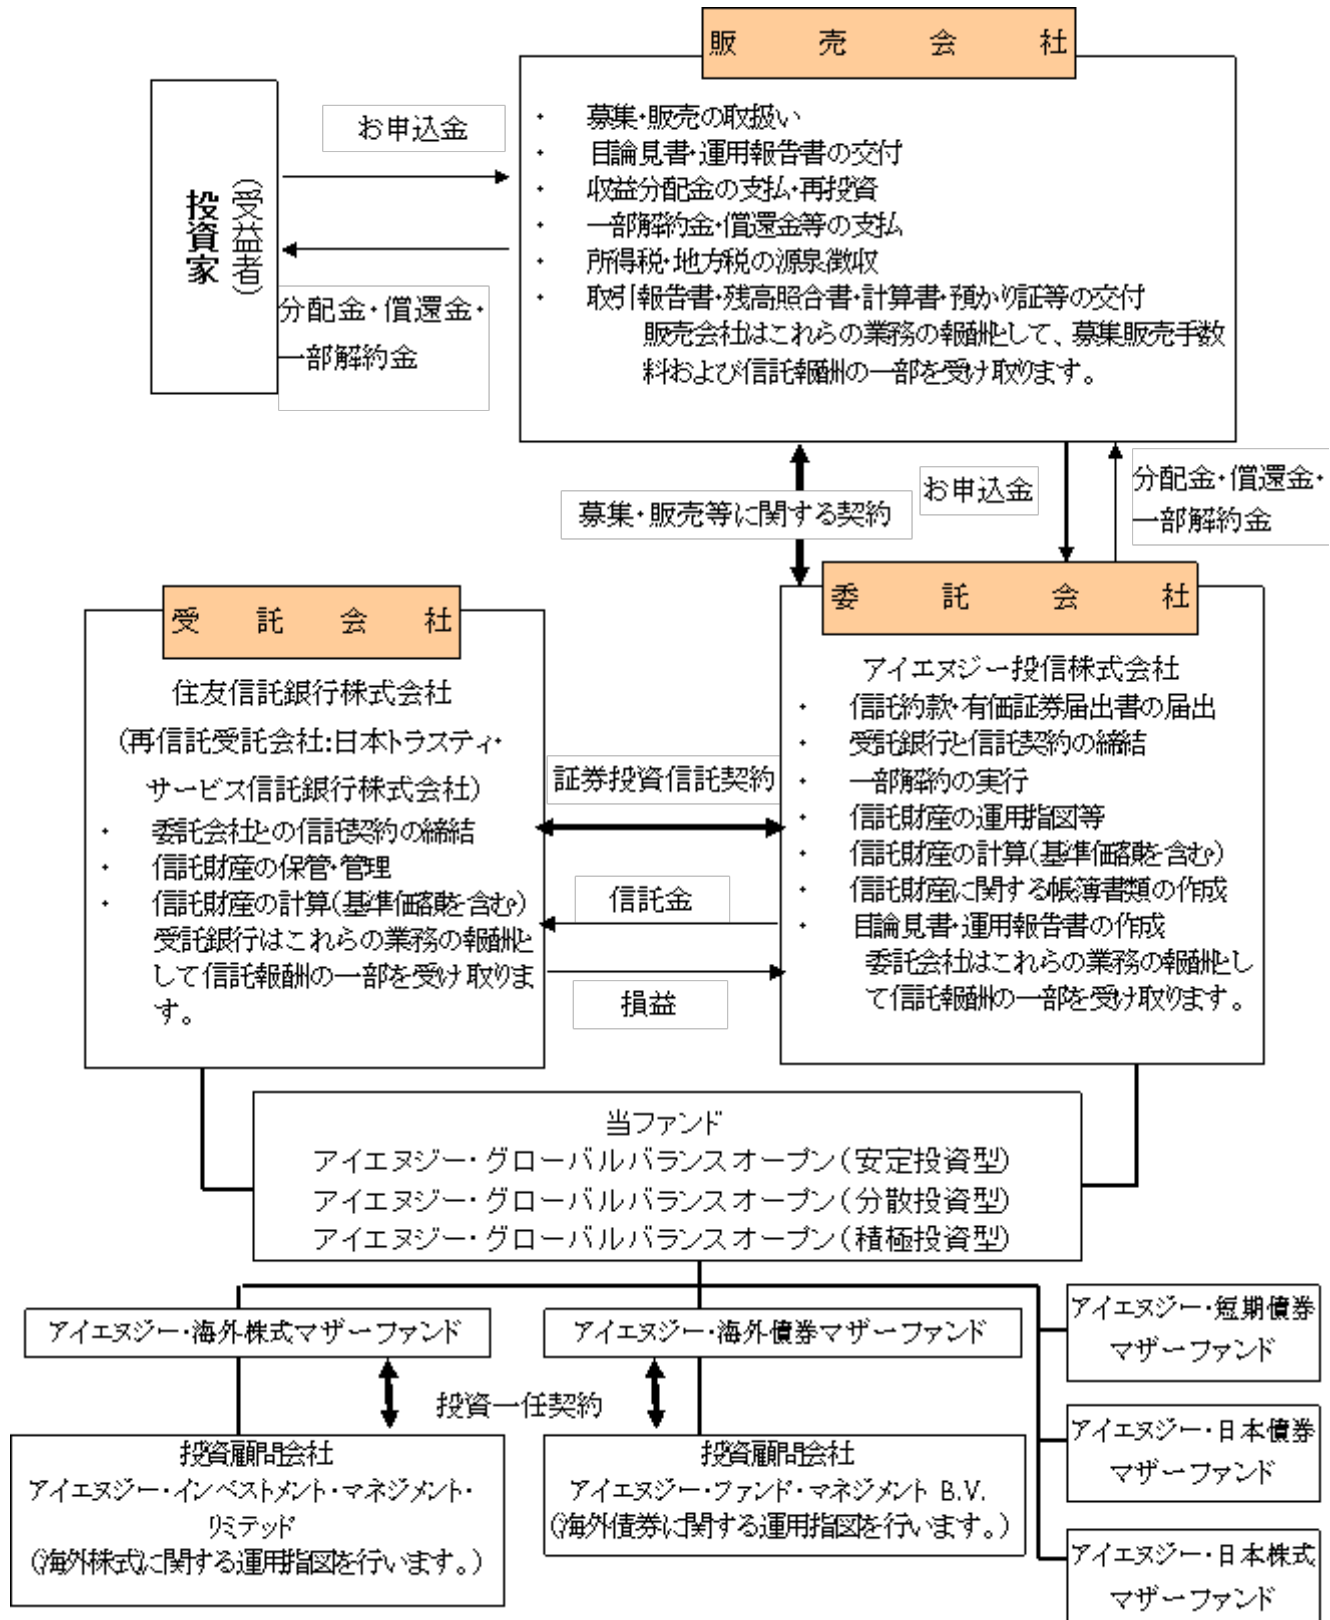 販売会社
・ 募集・販売の取扱い
・ 目論見書・運用報告書の交付
・ 収益分配金の支払・再投資
・ 一部解約金・償還金等の支払
・ 所得税・地方税の源泉徴収
・ 取引報告書・残高照合書・計算書・預かり証等の交付
販売会社はこれらの業務の報酬として、募集販売手数
料および信託報酬の一部を受け取ります。
投資家
(受益者)
お申込金
分配金・償還金・
一部解約金
募集・販売等に関する契約
お申込金
分配金・償還金・
一部解約金
受託会社
住友信託銀行株式会社
(再信託受託会社:日本トラスティ・
サービス信託銀行株式会社)
・ 委託会社との信託契約の締結
・ 信託財産の保管・管理
・ 信託財産の計算(基準価額を含む)
受託銀行はこれらの業務の報酬と
して信託報酬の一部を受け取りま
す。
証券投資信託契約
信託金
損益
委託会社
アイエヌジー投信株式会社
・ 信託約款・有価証券届出書の届出
・ 受託銀行と信託契約の締結
・ 一部解約の実行
・ 信託財産の運用指図等
・ 信託財産の計算(基準価額を含む)
・ 信託財産に関する帳簿書類の作成
・ 目論見書・運用報告書の作成
委託会社はこれらの業務の報酬とし
て信託報酬の一部を受け取ります。
当ファンド
アイエヌジー・グローバルバランスオープン(安定投資型)
アイエヌジー・グローバルバランスオープン(分散投資型)
アイエヌジー・グローバルバランスオープン(積極投資型)
アイエヌジー・海外株式マザーファンド
アイエヌジー・海外債券マザーファンド
アイエヌジー・短期債券
マザーファンド
投資一任契約
投資顧問会社
アイエヌジー・インベストメント・マネジメント・
リミテッド
(海外株式に関する運用指図を行います。)
投資顧問会社
アイエヌジー・ファンド・マネジメント B.V.
(海外債券に関する運用指図を行います。)
アイエヌジー・日本債券
マザーファンド
アイエヌジー・日本株式
マザーファンド